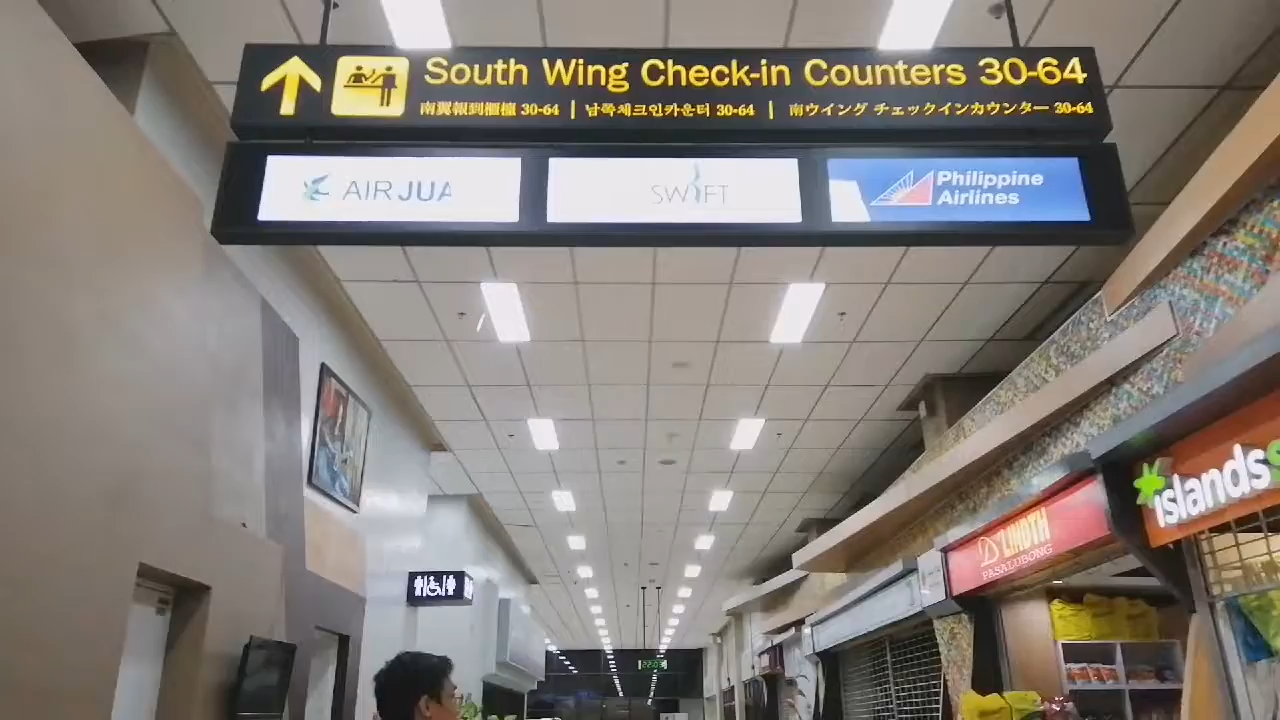 South Wing Check-in Counters 30-64
南翼報到櫃檯 30-64 | 남쪽체크인카운터 30-64 | 南ウイング チェックインカウンター 30-64
AIR JUA
SWIFT
Philippine
Airlines
islands
PASALUBONG